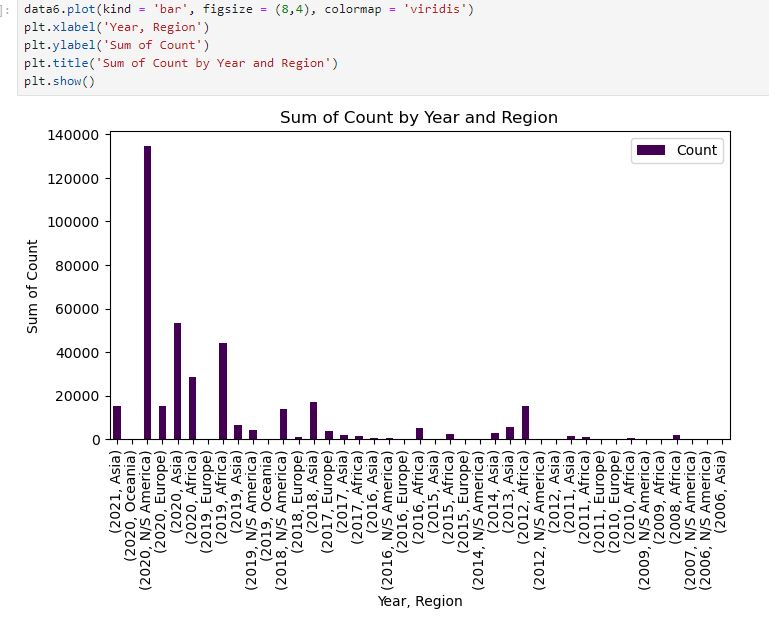 ]:
data6.plot(kind = 'bar', figsize = (8,4), colormap = 'viridis')
plt.xlabel('Year, Region')
plt.ylabel('Sum of Count')
plt.title('Sum of Count by Year and Region')
plt.show()
Sum of Count by Year and Region
Count
Sum of Count
140000
120000
100000
80000
60000
40000
20000
0
(2021, Asia)
(2020, Oceania)
(2020, N/S America)
(2020, Europe)
(2020, Asia)
(2020, Africa)
(2019, Europe)
(2019, Africa)
(2019, Asia)
(2019, N/S America)
(2019, Oceania)
(2018, N/S America)
(2018, Europe)
(2018, Asia)
(2017, Europe)
(2017, Asia)
(2017, Africa)
(2016, Asia)
(2016, N/S America)
(2016, Europe)
(2016, Africa)
(2015, Asia)
(2015, Africa)
(2015, Europe)
(2014, N/S America)
(2014, Asia)
(2013, Asia)
(2012, Africa)
(2012, N/S America)
(2012, Asia)
(2011, Asia)
(2011, Africa)
(2011, Europe)
(2010, Europe)
(2010, Africa)
(2009, N/S America)
(2009, Africa)
(2008, Africa)
(2007, N/S America)
(2006, N/S America)
(2006, Asia)
Year, Region